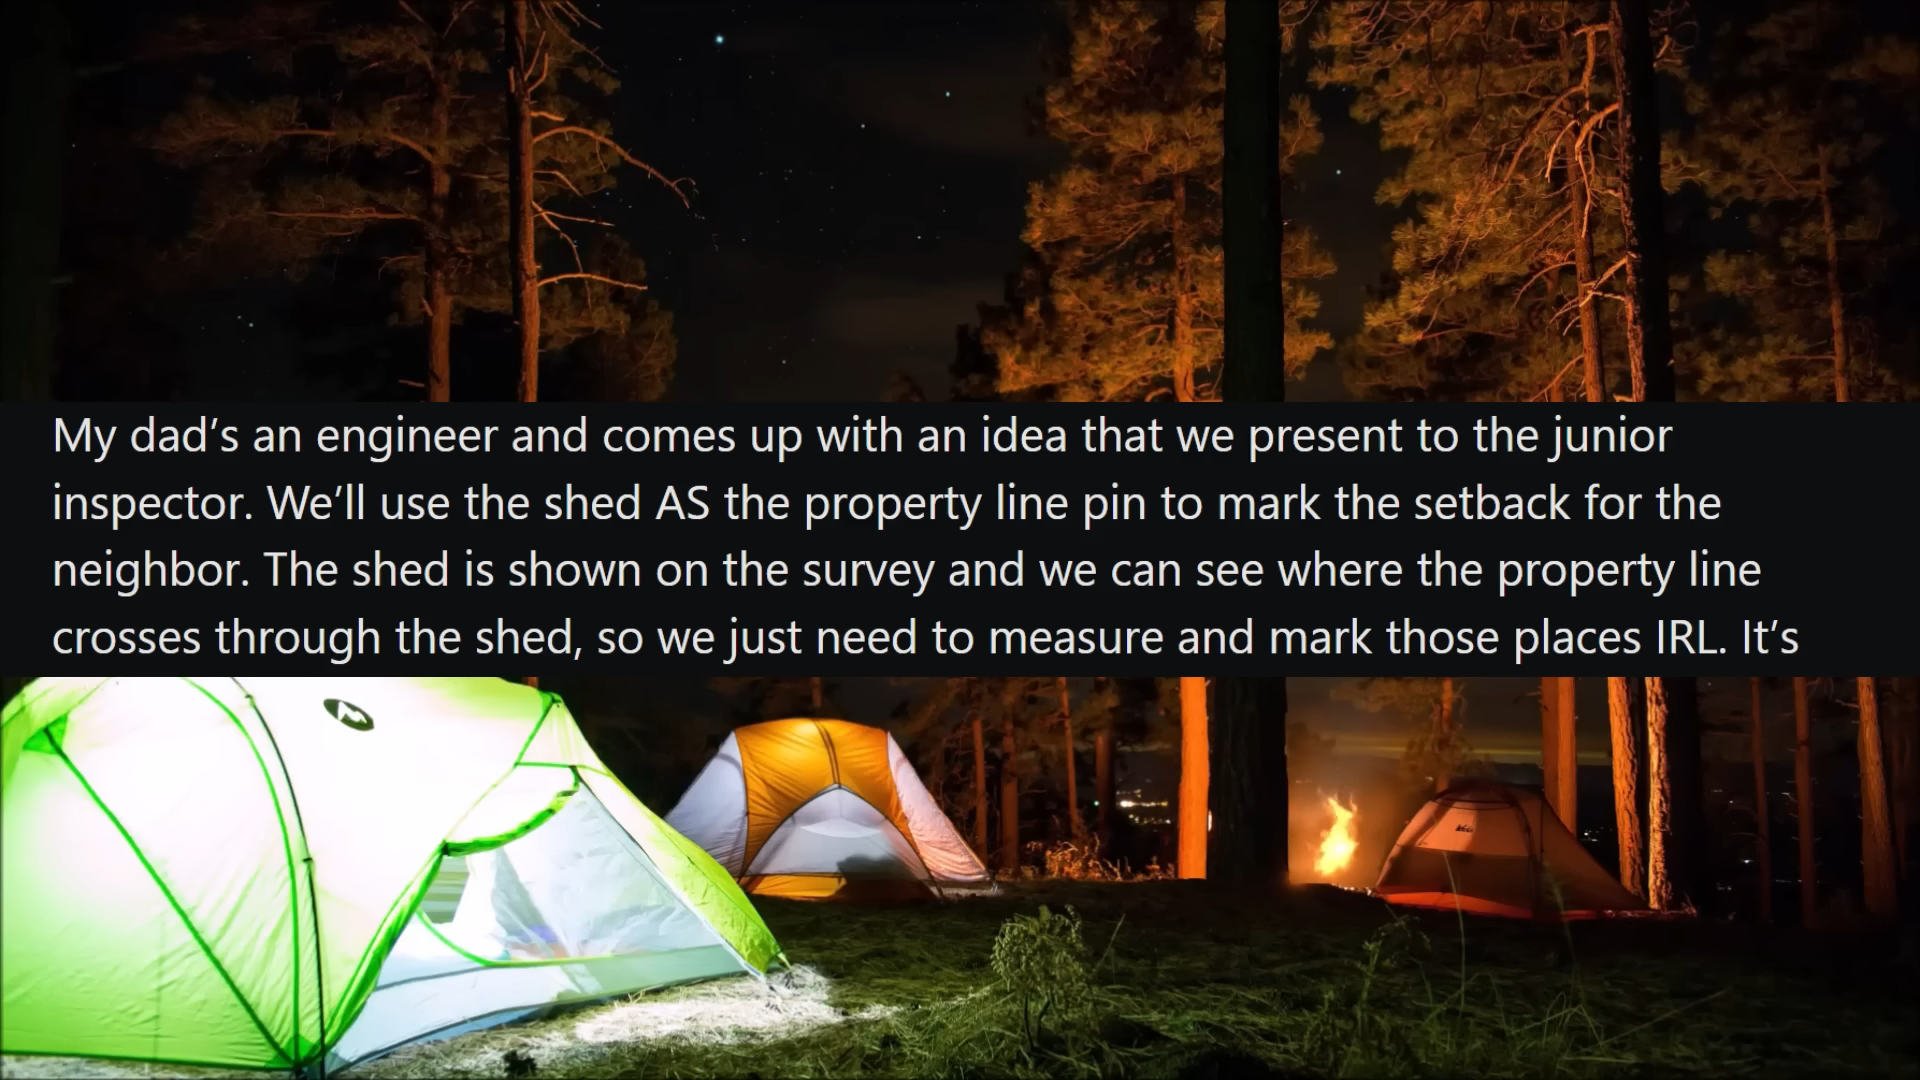 My dad’s an engineer and comes up with an idea that we present to the junior
inspector. We’ll use the shed AS the property line pin to mark the setback for the
neighbor. The shed is shown on the survey and we can see where the property line
crosses through the shed, so we just need to measure and mark those places IRL. It’s